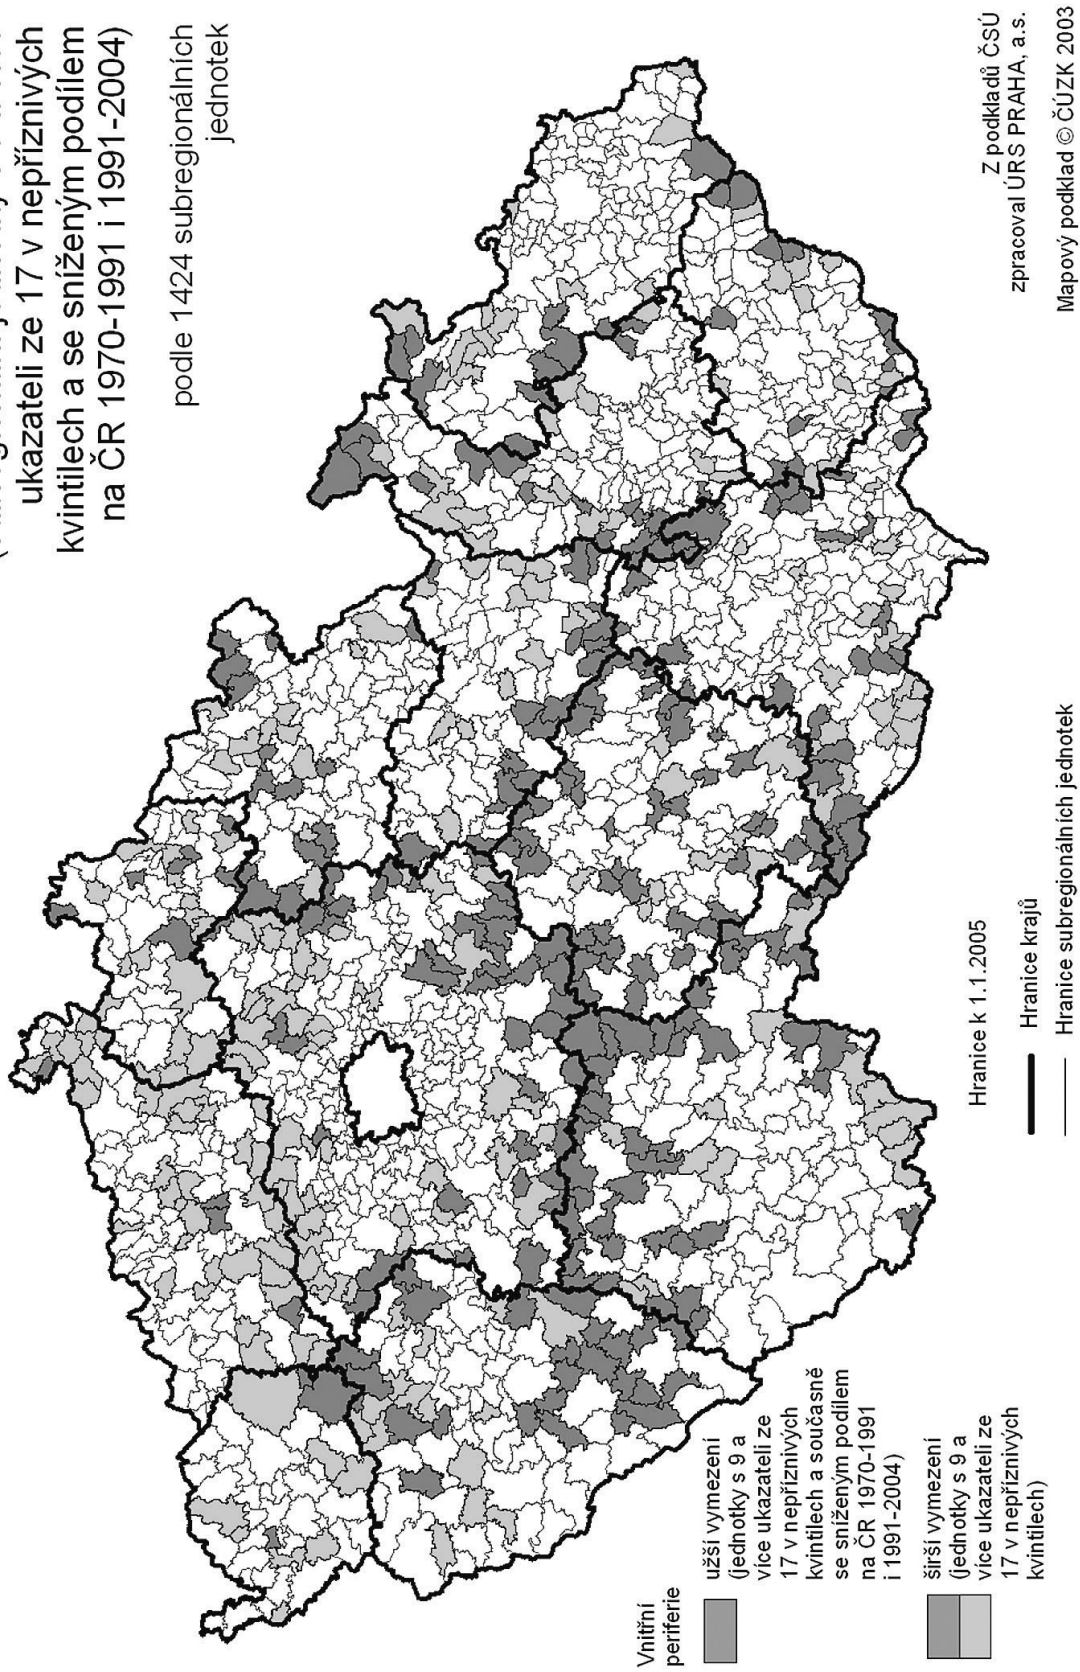 ukazateli ze 17 v nepříznivých
kvintilech a se sníženým podílem
na ČR 1970-1991 i 1991-2004)
podle 1424 subregionálních
jednotek
Vnitřní
periferie
užší vymezení
(jednotky s 9 a
více ukazateli ze
17 v nepříznivých
kvintilech a současně
se sníženým podílem
na ČR 1970-1991
i 1991-2004)
širší vymezení
(jednotky s 9 a
více ukazateli ze
17 v nepříznivých
kvintilech)
Hranice k 1.1.2005
Hranice krajů
Hranice subregionálních jednotek
Z podkladů ČSÚ
zpracoval ÚRS PRAHA, a.s.
Mapový podklad © ČÚZK 2003